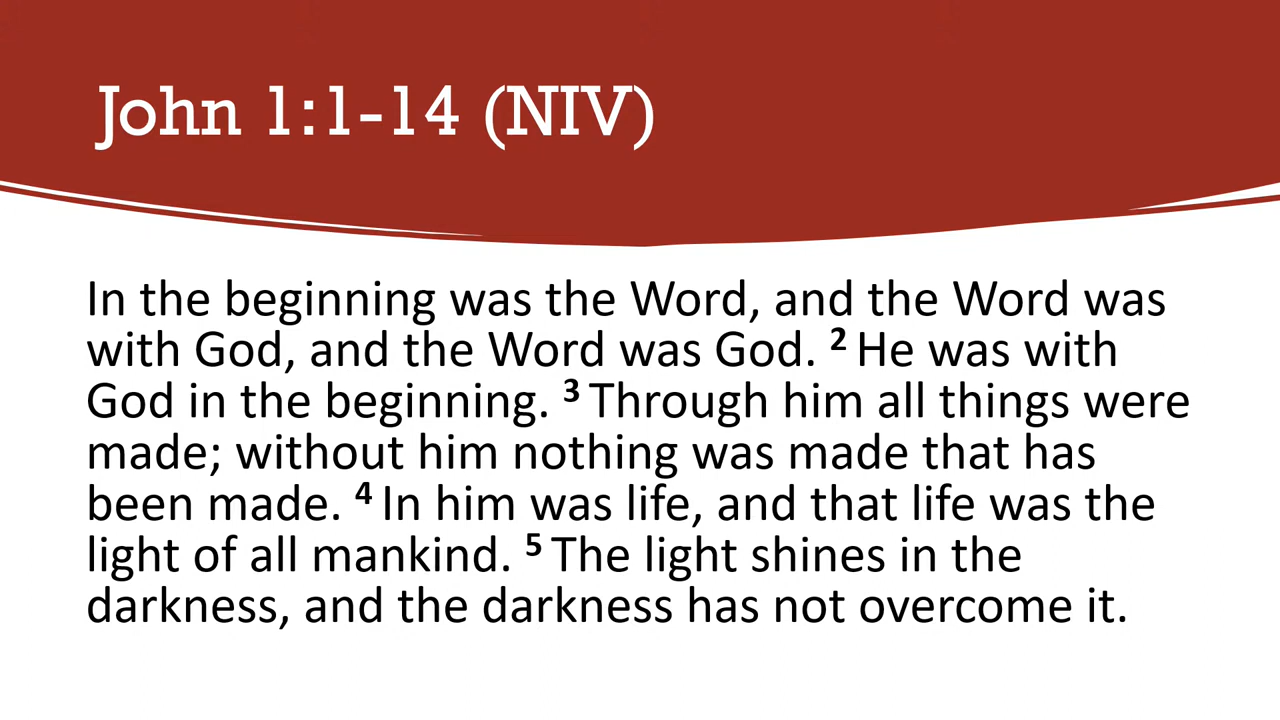 John 1:1-14 (NIV)
In the beginning was the Word, and the Word was
with God, and the Word was God. 2 He was with
God in the beginning. 3 Through him all things were
made; without him nothing was made that has
been made. 4 In him was life, and that life was the
light of all mankind. 5 The light shines in the
darkness, and the darkness has not overcome it.